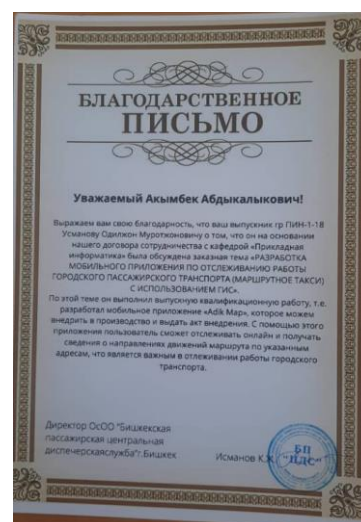 БЛАГОДАРСТВЕННОЕ
ПИСЬМО
Уважаемый Акымбек Абдыкалыкович!
Выражаем вам свою благодарность, что ваш выпускник гр ПИН-1-18
Усманову Одилжон Муротжоновичу о том, что он на основании
нашего договора сотрудничества с кафедрой «Прикладная
информатика» была обсуждена заказная тема «РАЗРАБОТКА
МОБИЛЬНОГО ПРИЛОЖЕНИЯ ПО ОТСЛЕЖИВАНИЮ РАБОТЫ
ГОРОДСКОГО ПАССАЖИРСКОГО ТРАНСПОРТА (МАРШРУТНОЕ ТАКСИ)
С ИСПОЛЬЗОВАНИЕМ ГИС».
По этой теме он выполнил выпускную квалификационную работу, т.е.
разработал мобильное приложение «Adik Map», которое можем
внедрить в производство и выдать акт внедрения. С помощью этого
приложения пользователь сможет отслеживать онлайн и получать
сведения о направлениях движений маршрута по указанным
адресам, что является важным в отлеживании работы городского
транспорта.
Директор ОсОО "Бишкекская
пассажирская центральная
диспечерскаяслужба"г.Бишкек Исманов К.Ж.
БП
"ЦДС"